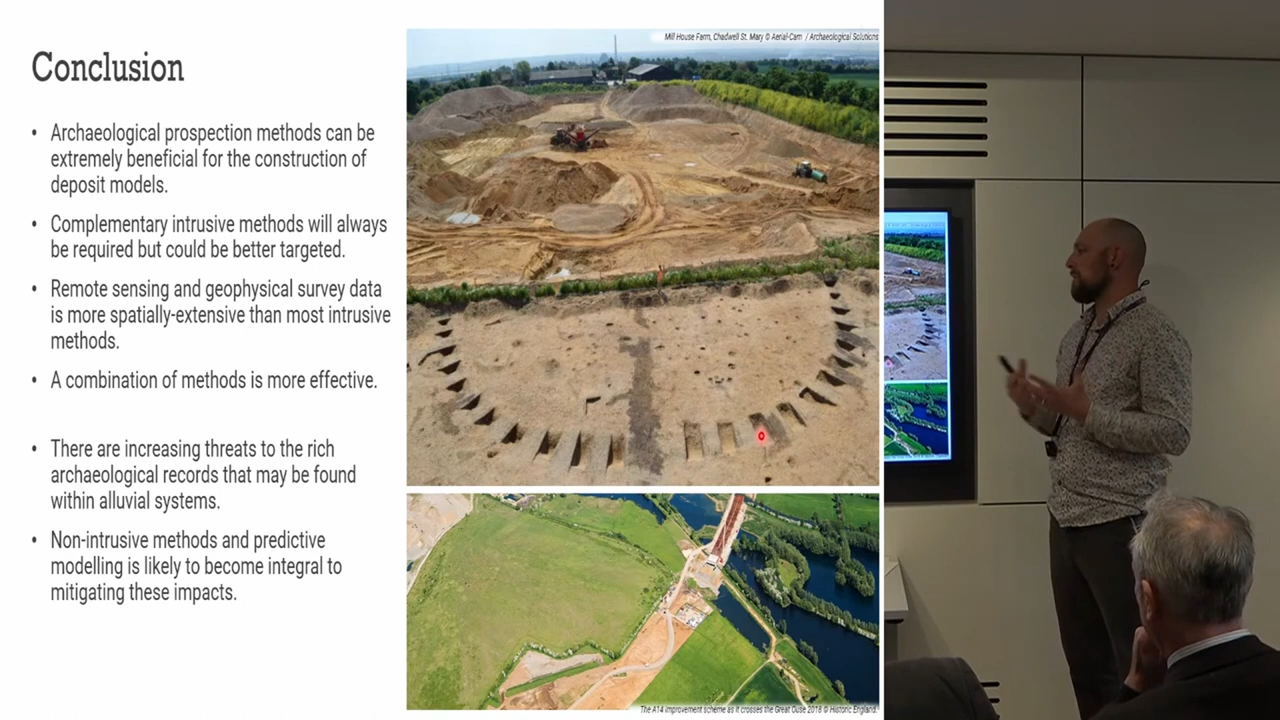 Conclusion
• Archaeological prospection methods can be
extremely beneficial for the construction of
deposit models.
• Complementary intrusive methods will always
be required but could be better targeted.
• Remote sensing and geophysical survey data
is more spatially-extensive than most intrusive
methods.
• A combination of methods is more effective.
• There are increasing threats to the rich
archaeological records that may be found
within alluvial systems.
• Non-intrusive methods and predictive
modelling is likely to become integral to
mitigating these impacts.
Mill House Farm, Chadwell St. Mary © Aerial-Cam / Archaeological Solutions
The A14 improvement scheme as it crosses the Great Ouse 2018 © Historic England.